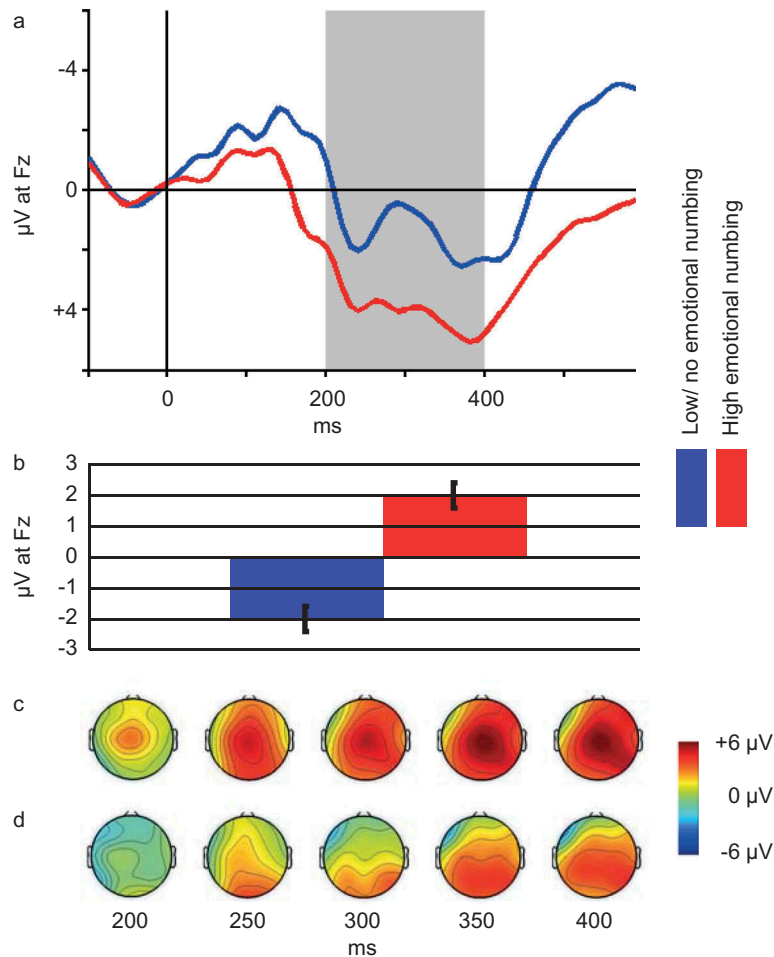 a
-4
0
+4
µV at Fz
0
200
400
ms
Low/ no emotional numbing
High emotional numbing
b
3
2
1
0
-1
-2
-3
µV at Fz
c
d
+6 µV
0 µV
-6 µV
200
250
300
350
400
ms